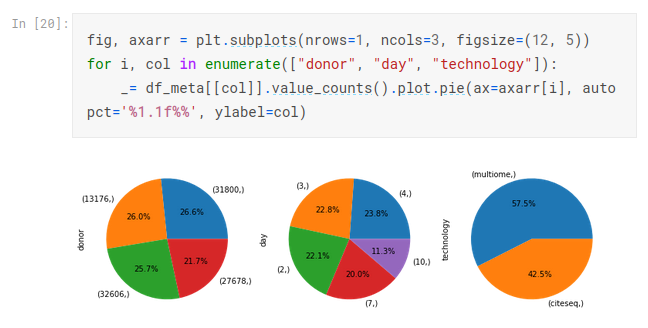 In [20]:
fig, axarr = plt.subplots(nrows=1, ncols=3, figsize=(12, 5))
for i, col in enumerate(["donor", "day", "technology"]):
    _= df_meta[[col]].value_counts().plot.pie(ax=axarr[i], auto
pct='%1.1f%%', ylabel=col)
donor
(31800,)
26.6%
(13176,)
26.0%
(32606,)
25.7%
(27678,)
21.7%
day
(4,)
23.8%
(3,)
22.8%
(2,)
22.1%
(7,)
20.0%
(10,)
11.3%
technology
(multiome,)
57.5%
(citeseq,)
42.5%